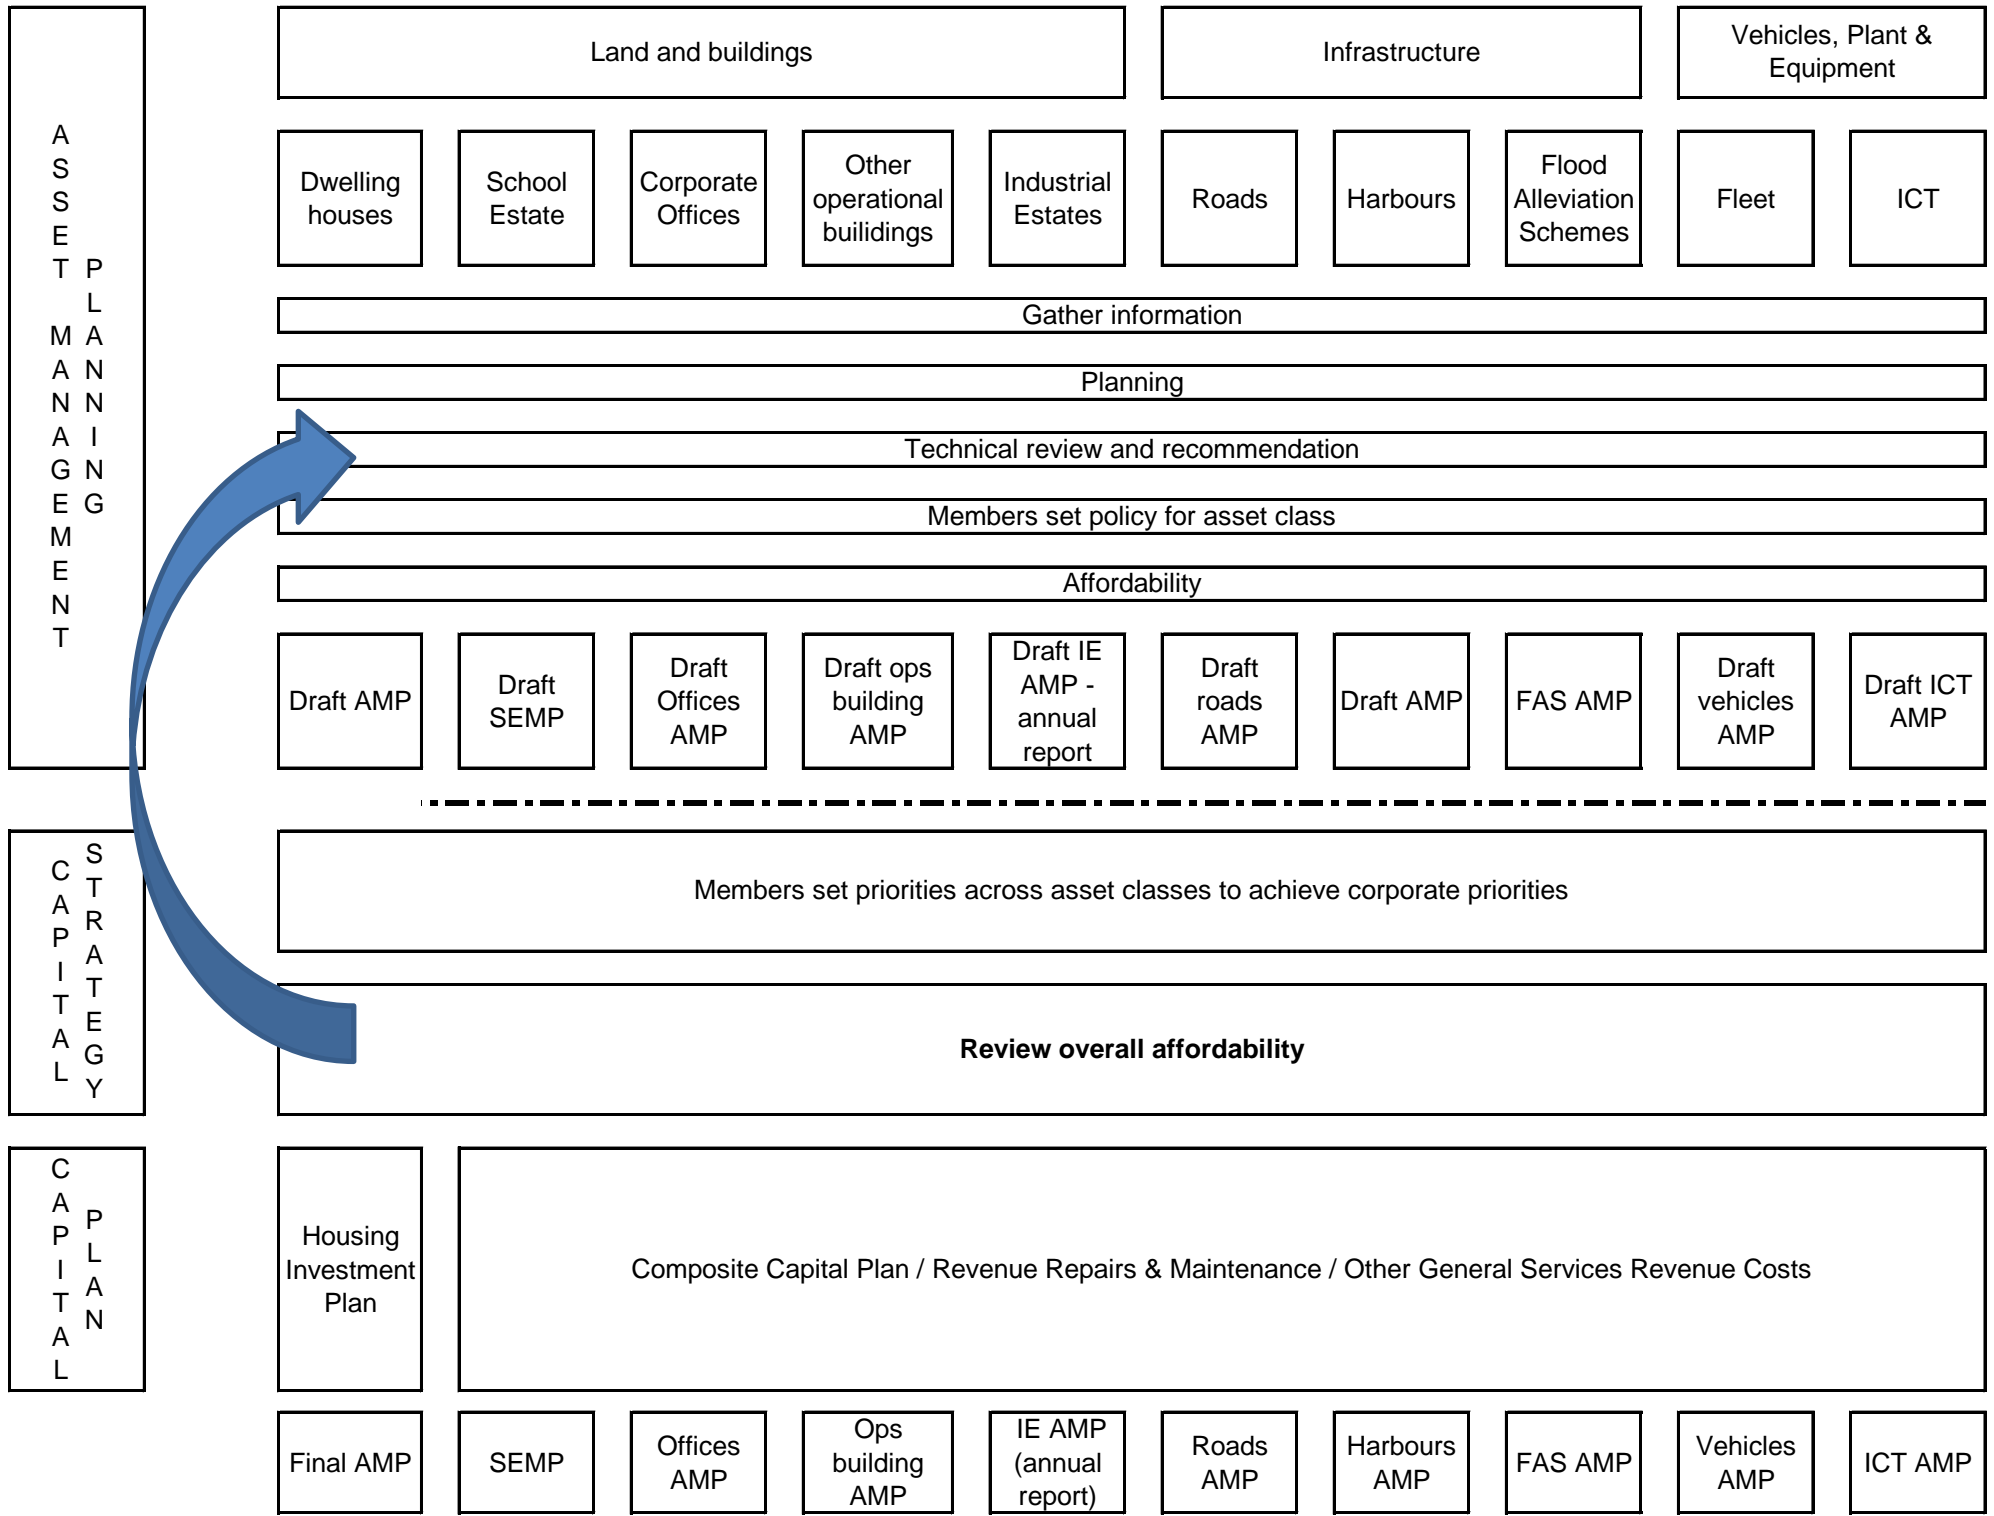 ASSET MANAGEMENT
PLANNING
Land and buildings
Infrastructure
Vehicles, Plant &
Equipment
Dwelling
houses
School
Estate
Corporate
Offices
Other
operational
builidings
Industrial
Estates
Roads
Harbours
Flood
Alleviation
Schemes
Fleet
ICT
Gather information
Planning
Technical review and recommendation
Members set policy for asset class
Affordability
Draft AMP
Draft
SEMP
Draft
Offices
AMP
Draft ops
building
AMP
Draft IE
AMP -
annual
report
Draft
roads
AMP
Draft AMP
FAS AMP
Draft
vehicles
AMP
Draft ICT
AMP
CAPITAL
STRATEGY
Members set priorities across asset classes to achieve corporate priorities
Review overall affordability
CAPITAL
PLAN
Housing
Investment
Plan
Composite Capital Plan / Revenue Repairs & Maintenance / Other General Services Revenue Costs
Final AMP
SEMP
Offices
AMP
Ops
building
AMP
IE AMP
(annual
report)
Roads
AMP
Harbours
AMP
FAS AMP
Vehicles
AMP
ICT AMP